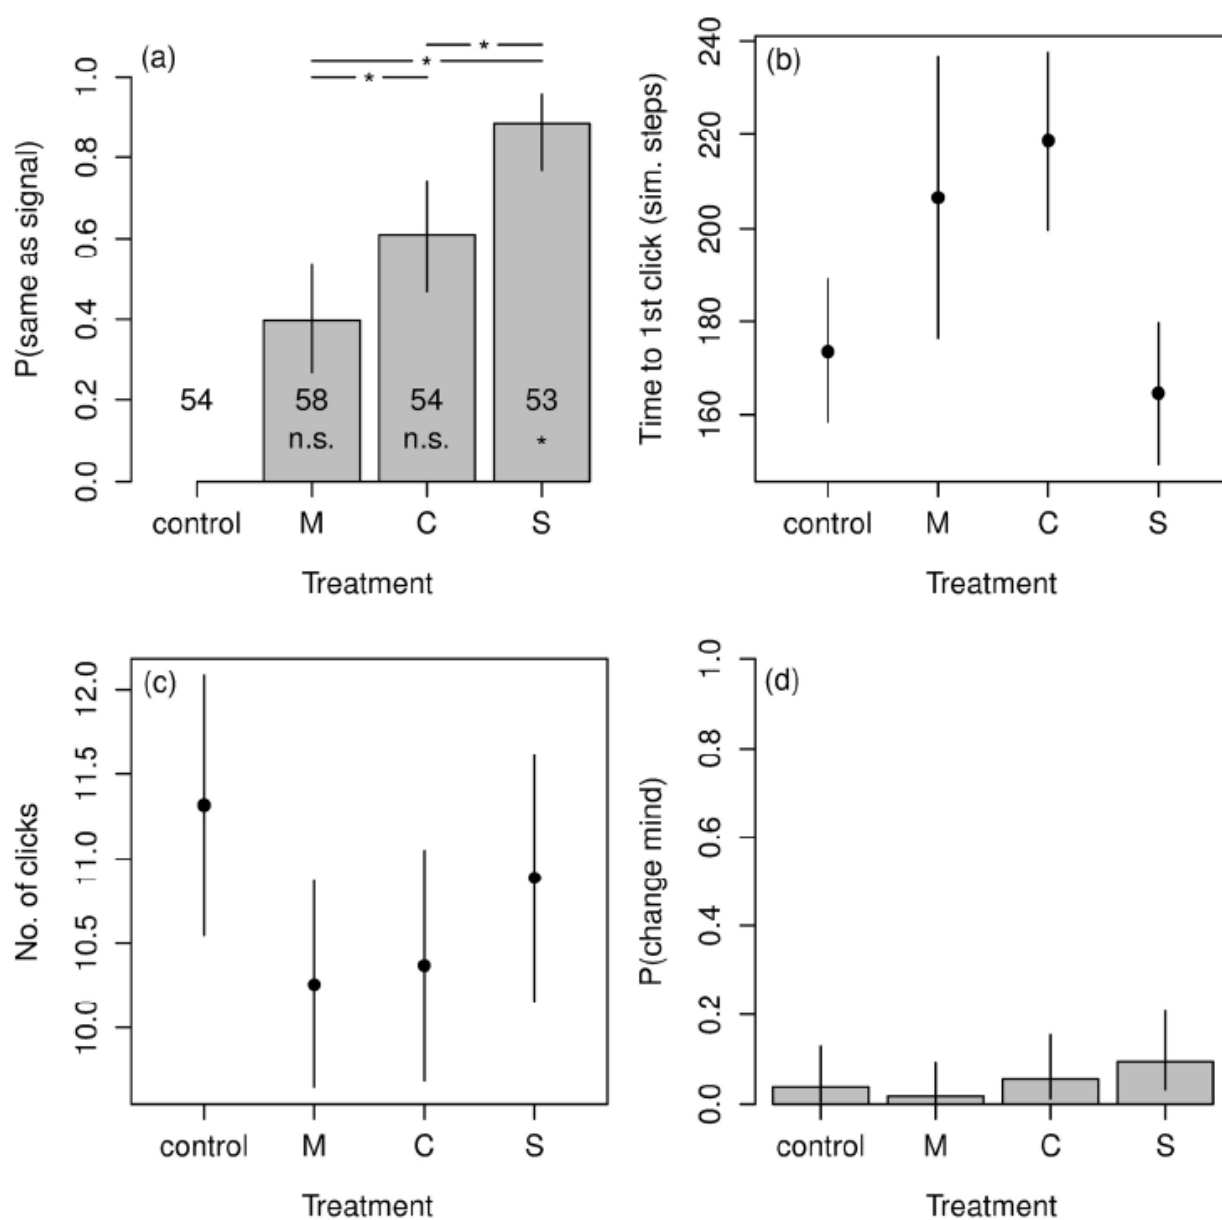 (a)
P(same as signal)
1.0
0.8
0.6
0.4
0.2
0.0
*
*
*
54
58
54
53
n.s.
n.s.
*
control
M
C
S
Treatment
(b)
Time to 1st click (sim. steps)
240
220
200
180
160
control
M
C
S
Treatment
(c)
No. of clicks
12.0
11.5
11.0
10.5
10.0
control
M
C
S
Treatment
(d)
P(change mind)
1.0
0.8
0.6
0.4
0.2
0.0
control
M
C
S
Treatment